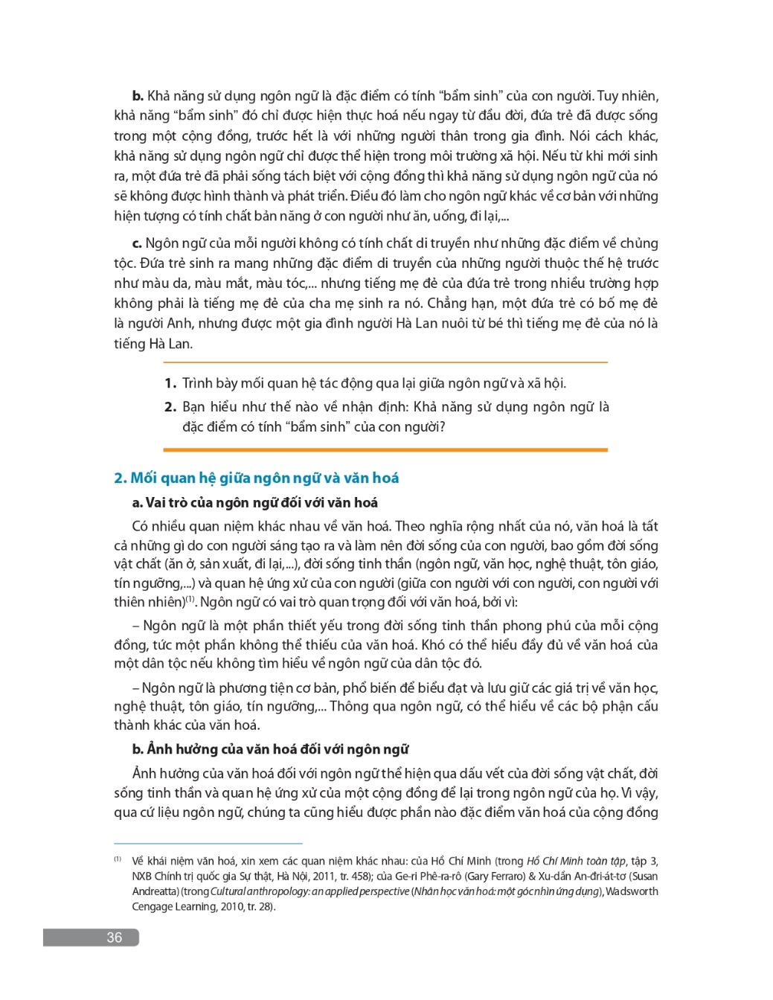 b. Khả năng sử dụng ngôn ngữ là đặc điểm có tính “bẩm sinh” của con người. Tuy nhiên,
khả năng “bẩm sinh” đó chỉ được hiện thực hoá nếu ngay từ đầu đời, đứa trẻ đã được sống
trong một cộng đồng, trước hết là với những người thân trong gia đình. Nói cách khác,
khả năng sử dụng ngôn ngữ chỉ được thể hiện trong môi trường xã hội. Nếu từ khi mới sinh
ra, một đứa trẻ đã phải sống tách biệt với cộng đồng thì khả năng sử dụng ngôn ngữ của nó
sẽ không được hình thành và phát triển. Điều đó làm cho ngôn ngữ khác về cơ bản với những
hiện tượng có tính chất bản năng ở con người như ăn, uống, đi lại,...
c. Ngôn ngữ của mỗi người không có tính chất di truyền như những đặc điểm về chủng
tộc. Đứa trẻ sinh ra mang những đặc điểm di truyền của những người thuộc thế hệ trước
như màu da, màu mắt, màu tóc,... nhưng tiếng mẹ đẻ của đứa trẻ trong nhiều trường hợp
không phải là tiếng mẹ đẻ của cha mẹ sinh ra nó. Chẳng hạn, một đứa trẻ có bố mẹ đẻ
là người Anh, nhưng được một gia đình người Hà Lan nuôi từ bé thì tiếng mẹ đẻ của nó là
tiếng Hà Lan.
1. Trình bày mối quan hệ tác động qua lại giữa ngôn ngữ và xã hội.
2. Bạn hiểu như thế nào về nhận định: Khả năng sử dụng ngôn ngữ là
đặc điểm có tính “bẩm sinh” của con người?
2. Mối quan hệ giữa ngôn ngữ và văn hoá
a. Vai trò của ngôn ngữ đối với văn hoá
Có nhiều quan niệm khác nhau về văn hoá. Theo nghĩa rộng nhất của nó, văn hoá là tất
cả những gì do con người sáng tạo ra và làm nên đời sống của con người, bao gồm đời sống
vật chất (ăn ở, sản xuất, đi lại,...), đời sống tinh thần (ngôn ngữ, văn học, nghệ thuật, tôn giáo,
tín ngưỡng,...) và quan hệ ứng xử của con người (giữa con người với con người, con người với
thiên nhiên)(1). Ngôn ngữ có vai trò quan trọng đối với văn hoá, bởi vì:
– Ngôn ngữ là một phần thiết yếu trong đời sống tinh thần phong phú của mỗi cộng
đồng, tức một phần không thể thiếu của văn hoá. Khó có thể hiểu đầy đủ về văn hoá của
một dân tộc nếu không tìm hiểu về ngôn ngữ của dân tộc đó.
– Ngôn ngữ là phương tiện cơ bản, phổ biến để biểu đạt và lưu giữ các giá trị về văn học,
nghệ thuật, tôn giáo, tín ngưỡng,... Thông qua ngôn ngữ, có thể hiểu về các bộ phận cấu
thành khác của văn hoá.
b. Ảnh hưởng của văn hoá đối với ngôn ngữ
Ảnh hưởng của văn hoá đối với ngôn ngữ thể hiện qua dấu vết của đời sống vật chất, đời
sống tinh thần và quan hệ ứng xử của một cộng đồng để lại trong ngôn ngữ của họ. Vì vậy,
qua cứ liệu ngôn ngữ, chúng ta cũng hiểu được phần nào đặc điểm văn hoá của cộng đồng
(1) Về khái niệm văn hoá, xin xem các quan niệm khác nhau: của Hồ Chí Minh (trong Hồ Chí Minh toàn tập, tập 3,
NXB Chính trị quốc gia Sự thật, Hà Nội, 2011, tr. 458); của Ge-ri Phê-ra-rô (Gary Ferraro) & Xu-dần An-đri-át-tơ (Susan
Andreatta) (trong Cultural anthropology: an applied perspective (Nhân học văn hoá: một góc nhìn ứng dụng), Wadsworth
Cengage Learning, 2010, tr. 28).
36